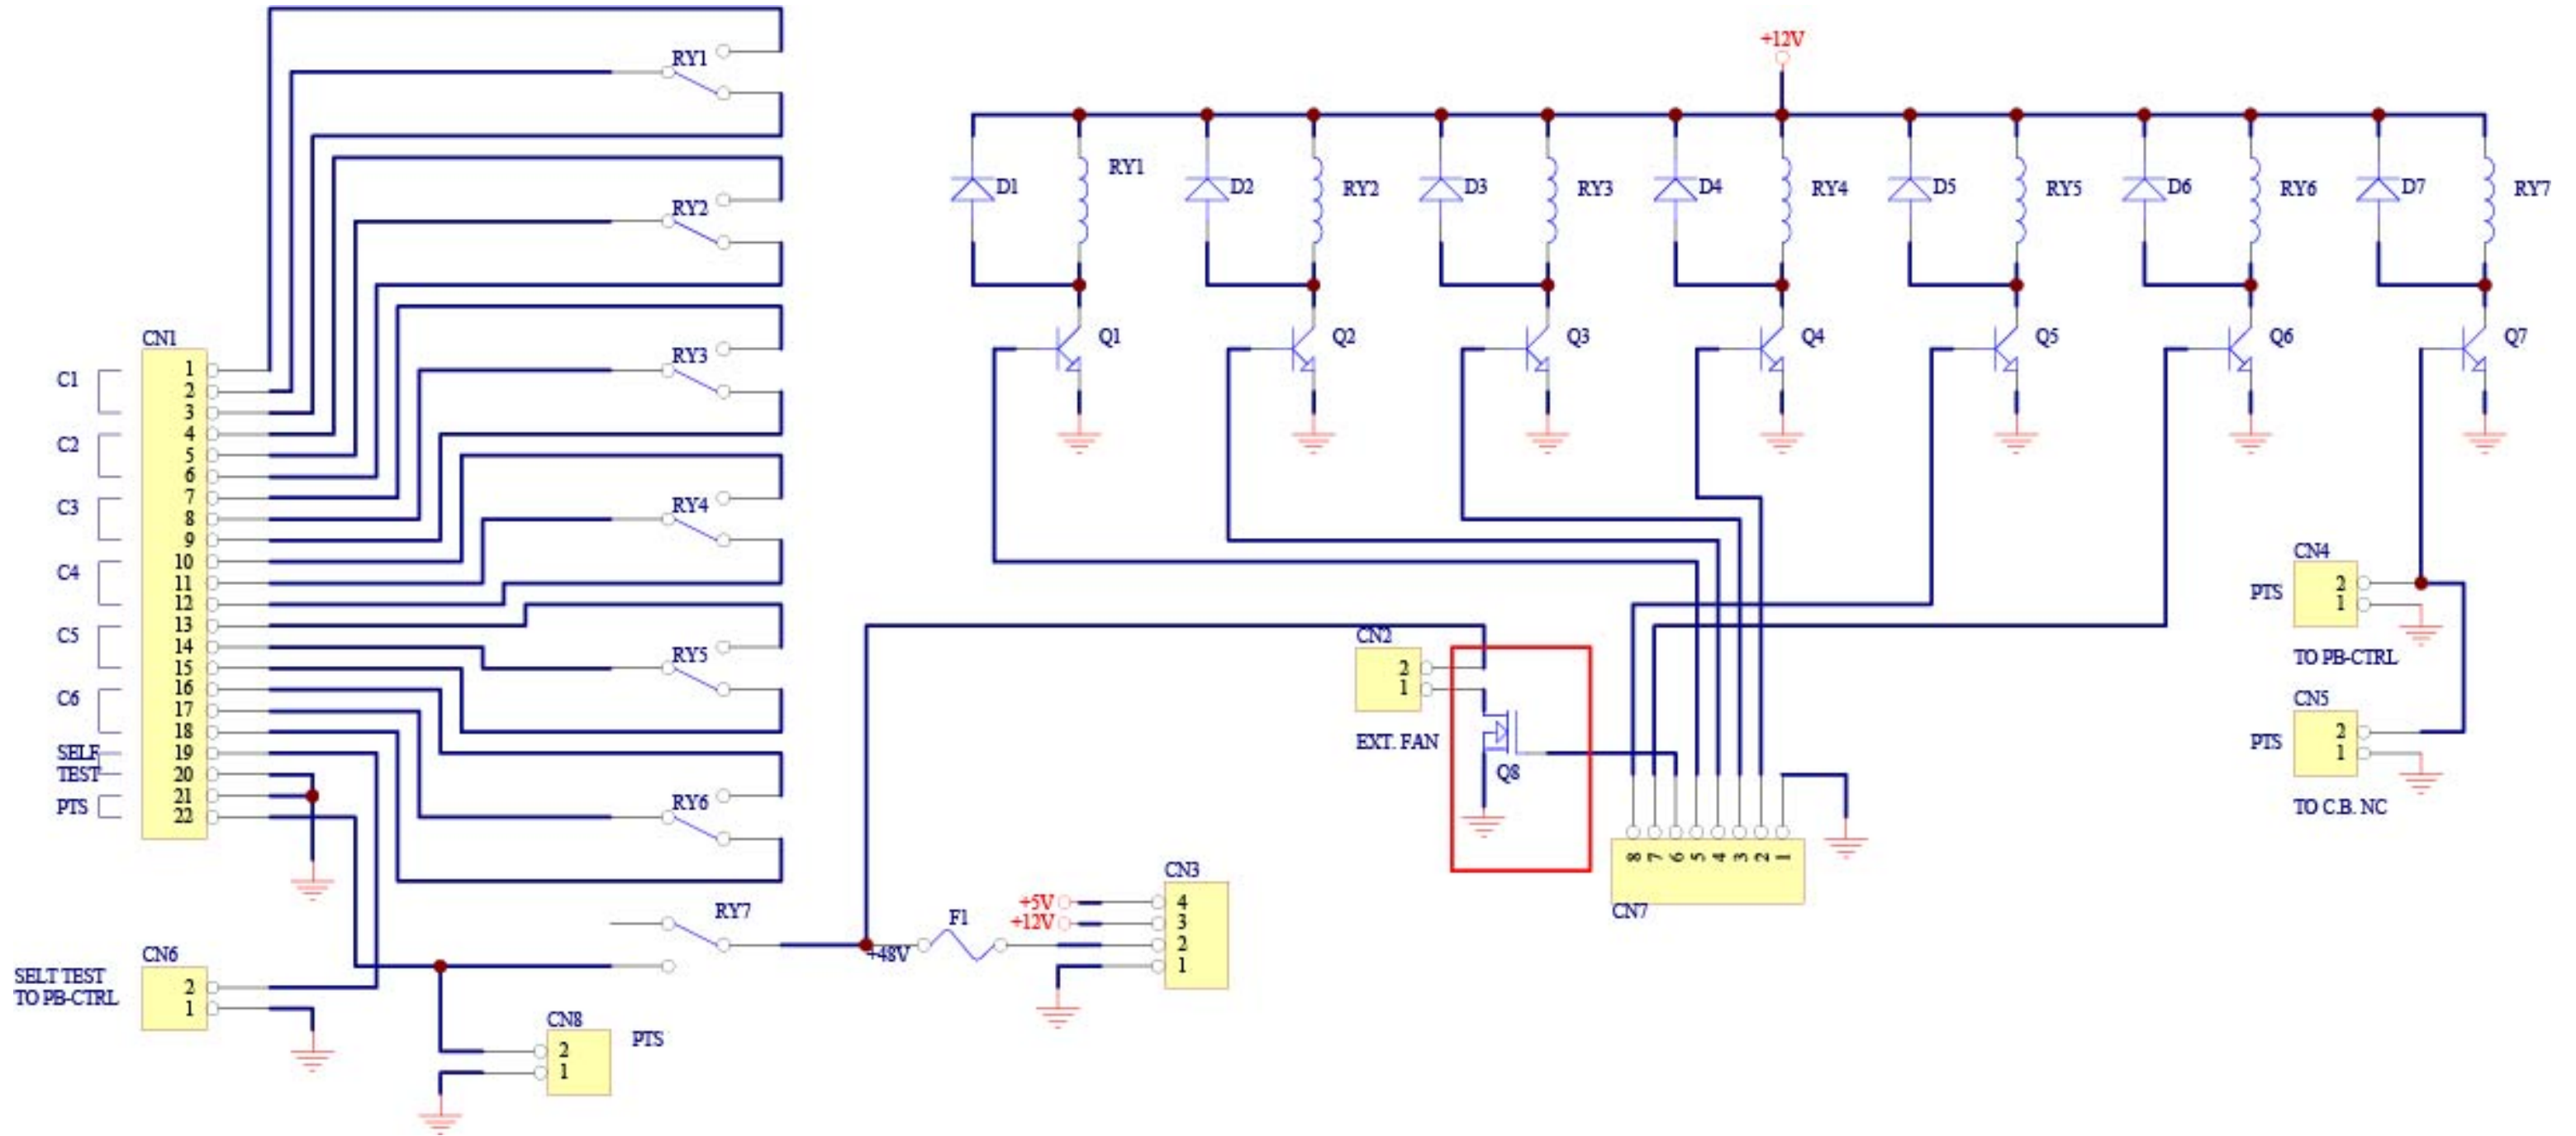 +12V
RY1
RY2
RY3
RY4
RY5
RY6
RY7
D1
RY1
D2
RY2
D3
RY3
D4
RY4
D5
RY5
D6
RY6
D7
RY7
Q1
Q2
Q3
Q4
Q5
Q6
Q7
CN1
C1
C2
C3
C4
C5
C6
SELF
TEST
PTS
1
2
3
4
5
6
7
8
9
10
11
12
13
14
15
16
17
18
19
20
21
22
CN2
2
1
EXT. FAN
Q8
CN4
PTS
2
1
TO PB-CTRL
CN5
PTS
2
1
TO C.B. NC
8 7 6 5 4 3 2 1
CN7
CN3
+5V
+12V
4
3
2
1
F1
+48V
CN6
SELT TEST
TO PB-CTRL
2
1
CN8
PTS
2
1